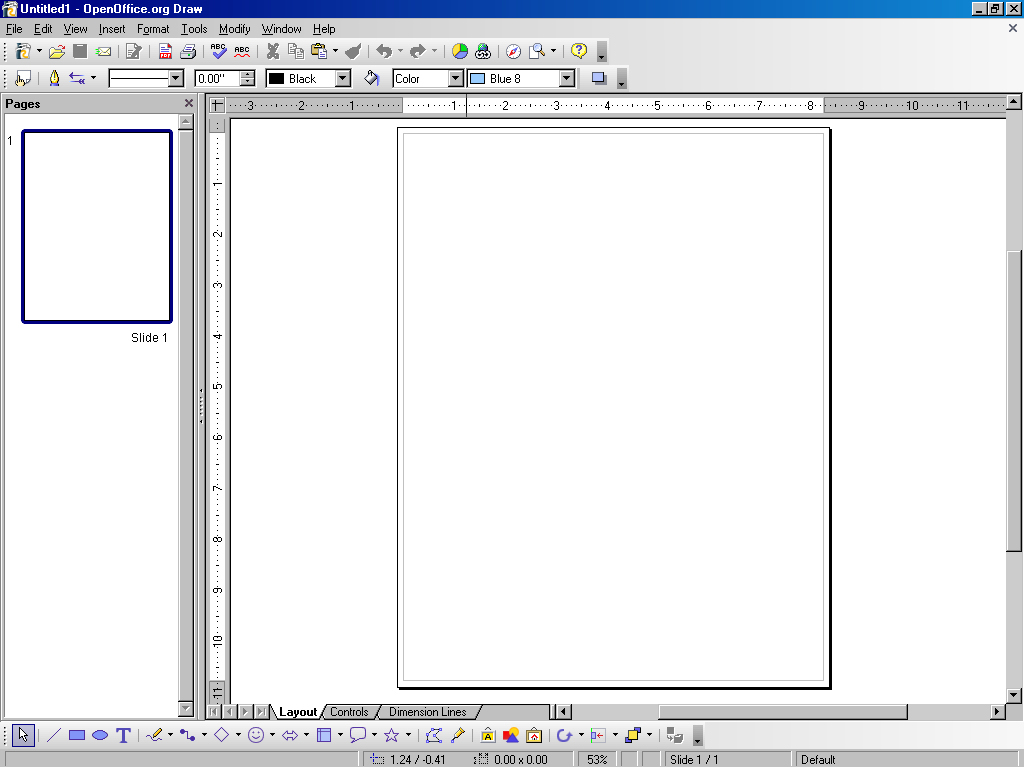 Untitled1 - OpenOffice.org Draw
File Edit View Insert Format Tools Modify Window Help
0.00" Black Color Blue 8
Pages
3 2 1 1 2 3 4 5 6 7 8 9 10 11
1
Slide 1
1
2
3
4
5
6
7
8
9
10
11
Layout Controls Dimension Lines
1.24 / -0.41 0.00 x 0.00 53% Slide 1 / 1 Default